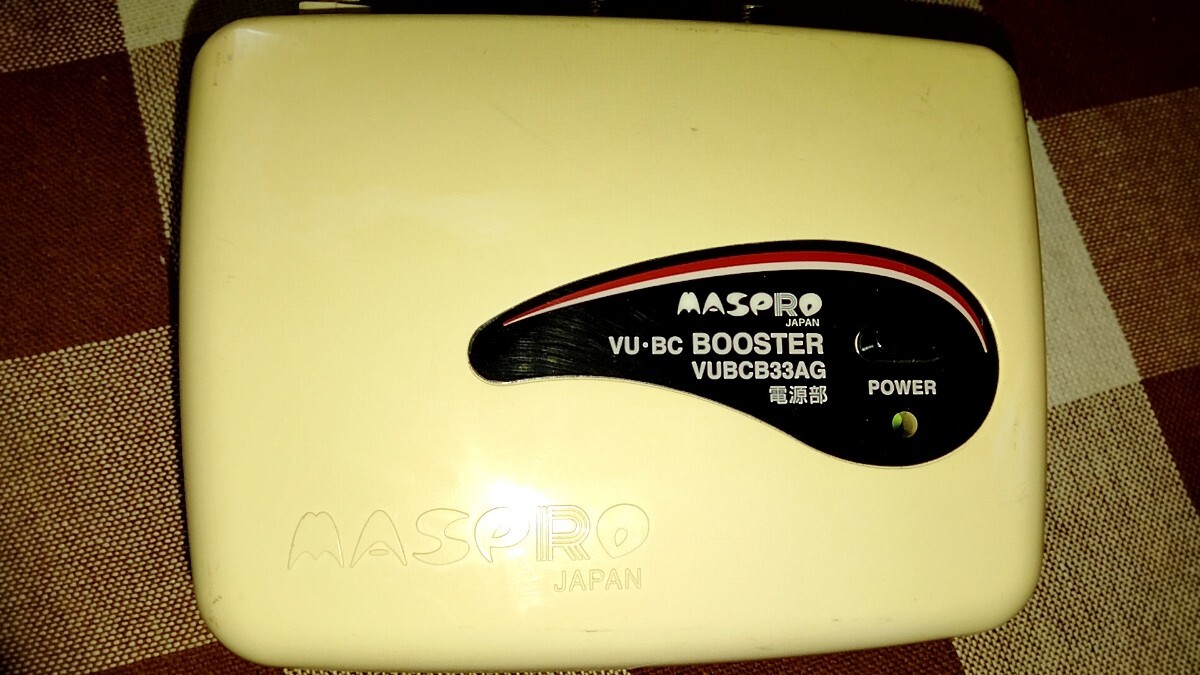 MASPRO
JAPAN
VU・BC BOOSTER
VUBCB33AG
電源部
POWER
MASPRO
JAPAN